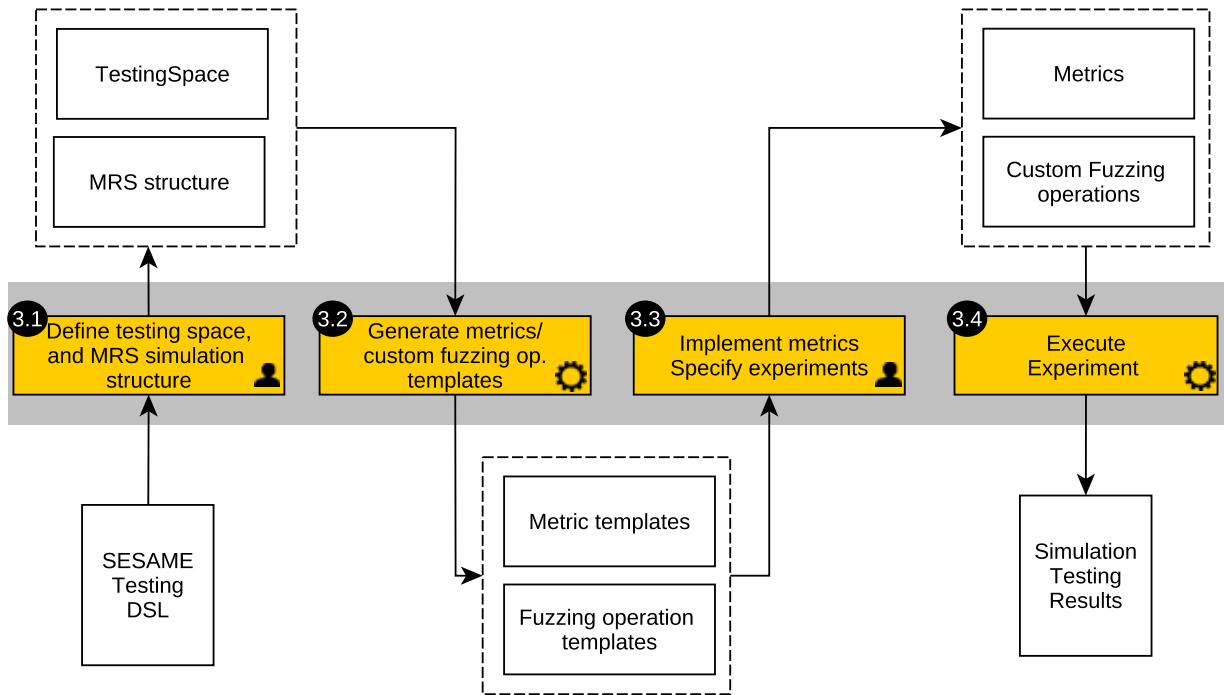 TestingSpace
MRS structure
Metrics
Custom Fuzzing
operations
3.1
Define testing space,
and MRS simulation
structure
3.2
Generate metrics/
custom fuzzing op.
templates
3.3
Implement metrics
Specify experiments
3.4
Execute
Experiment
SESAME
Testing
DSL
Metric templates
Fuzzing operation
templates
Simulation
Testing
Results